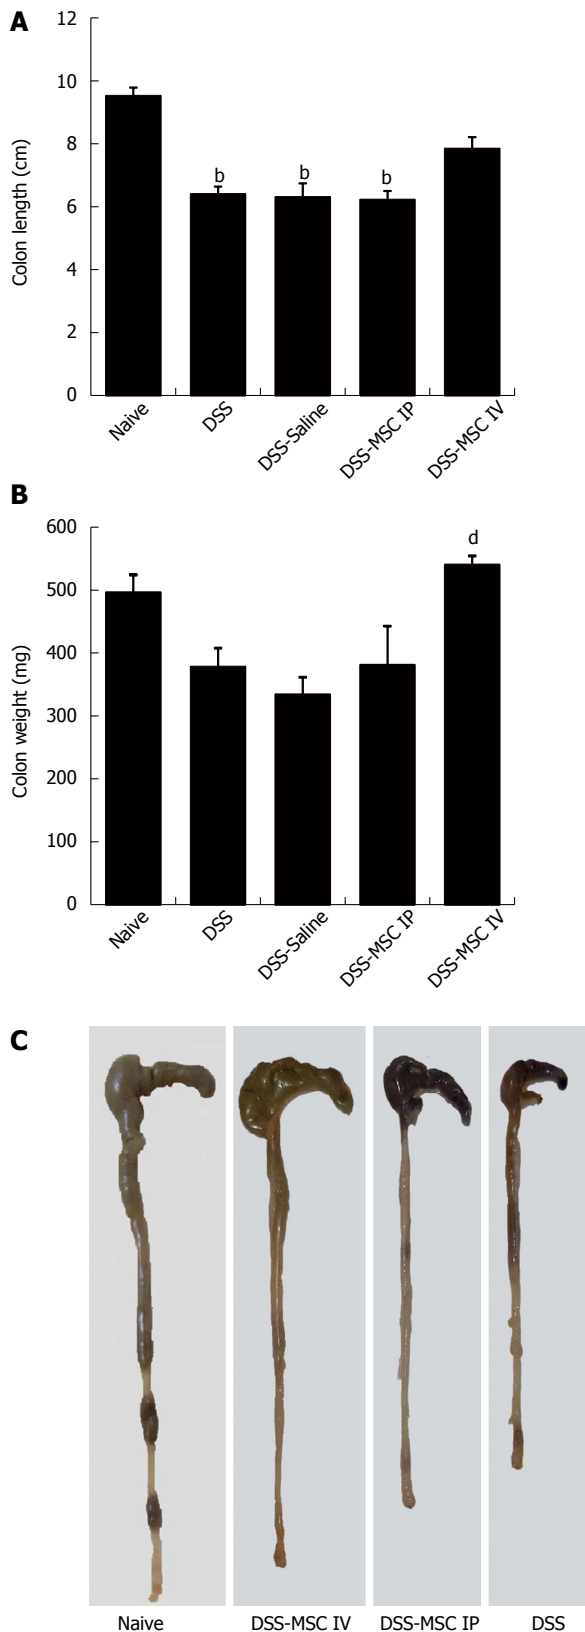 A
12
10
8
6
4
2
0
Colon length (cm)
b
b
b
Naive
DSS
DSS-Saline
DSS-MSC IP
DSS-MSC IV
B
600
500
400
300
200
100
0
Colon weight (mg)
d
Naive
DSS
DSS-Saline
DSS-MSC IP
DSS-MSC IV
C
Naive
DSS-MSC IV
DSS-MSC IP
DSS